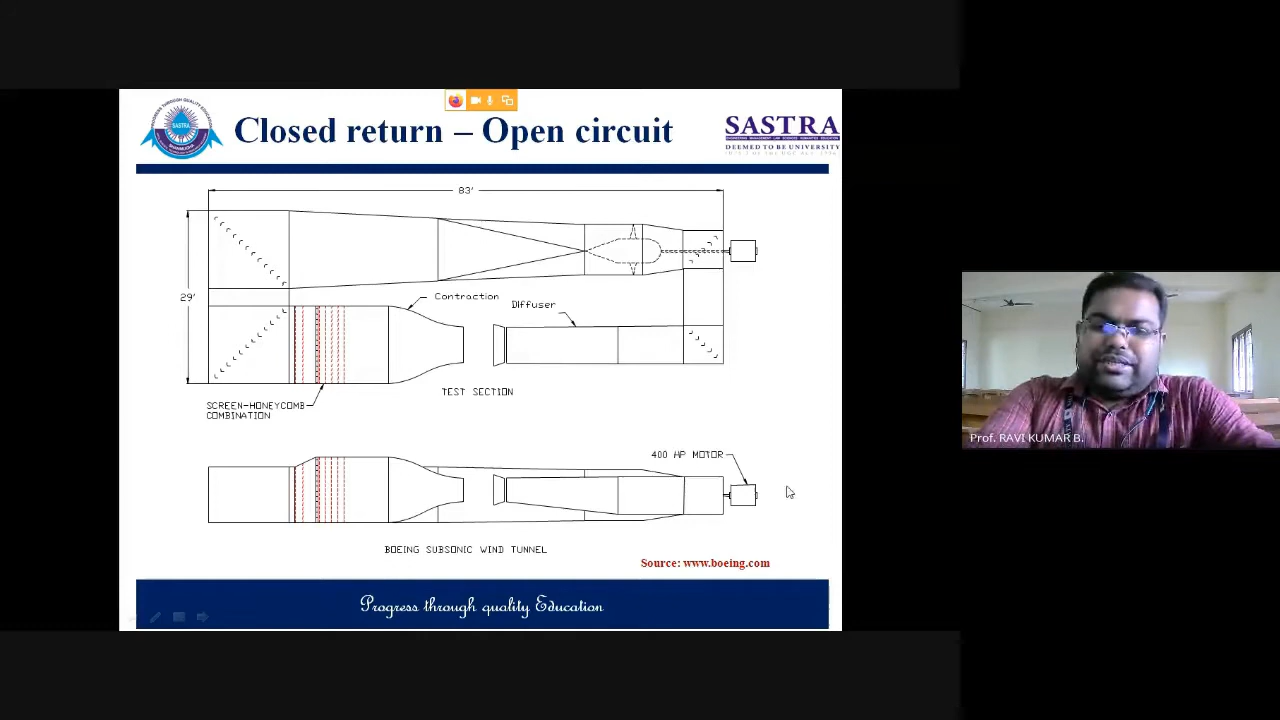 Closed return – Open circuit
SASTRA
DEEMED TO BE UNIVERSITY
83'
29'
Contraction
Diffuser
TEST SECTION
SCREEN-HONEYCOMB
COMBINATION
400 HP MOTOR
BOEING SUBSONIC WIND TUNNEL
Source: www.boeing.com
Progress through quality Education
Prof. RAVI KUMAR B.